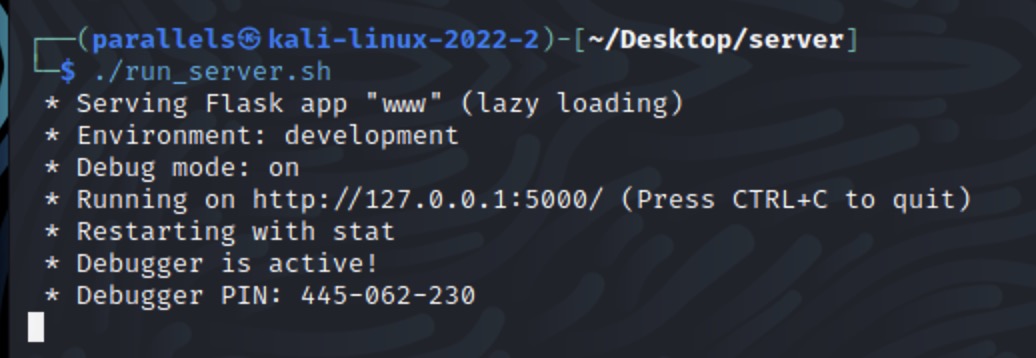 ┌──(parallels㉿kali-linux-2022-2)-[~/Desktop/server]
└─$ ./run_server.sh
 * Serving Flask app "www" (lazy loading)
 * Environment: development
 * Debug mode: on
 * Running on http://127.0.0.1:5000/ (Press CTRL+C to quit)
 * Restarting with stat
 * Debugger is active!
 * Debugger PIN: 445-062-230